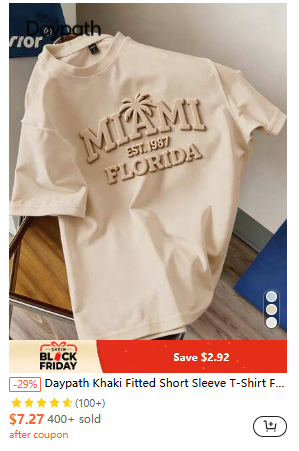 Daypath
MIAMI
EST. 1987
FLORIDA
SHEIN
BLACK
FRIDAY
Save $2.92
-29% Daypath Khaki Fitted Short Sleeve T-Shirt F...
(100+)
$7.27 400+ sold
after coupon